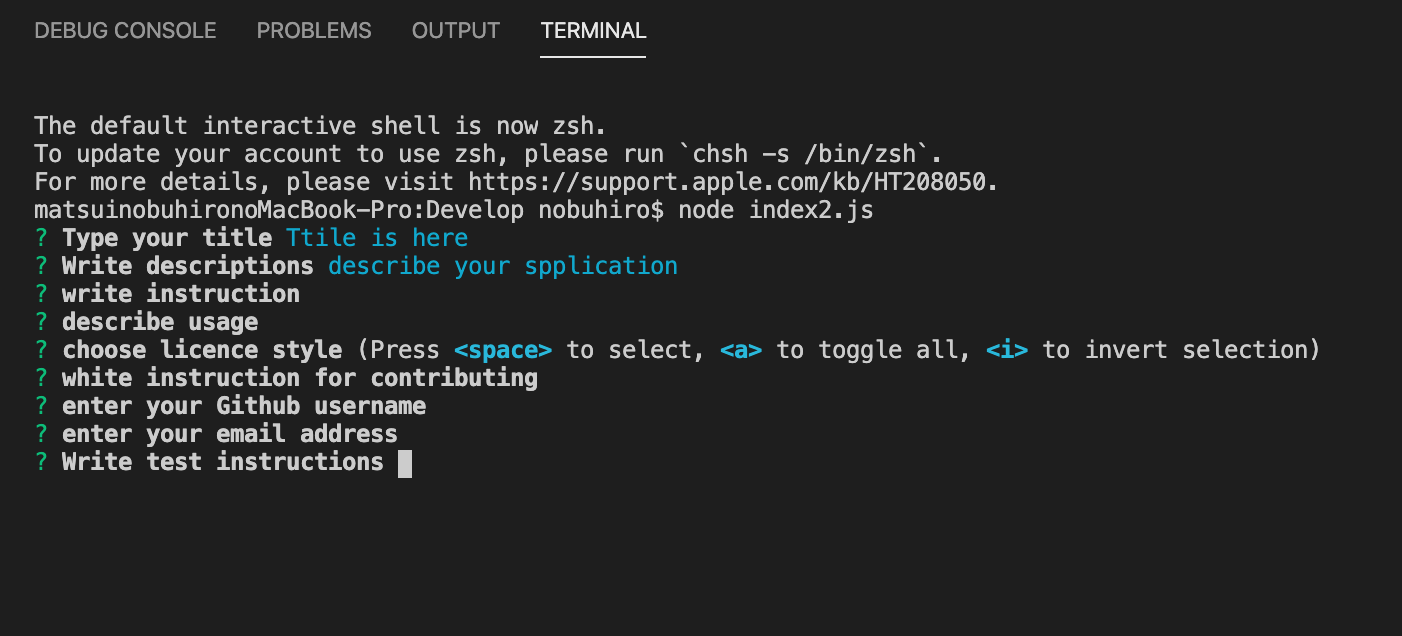 DEBUG CONSOLE PROBLEMS OUTPUT TERMINAL
The default interactive shell is now zsh.
To update your account to use zsh, please run `chsh -s /bin/zsh`.
For more details, please visit https://support.apple.com/kb/HT208050.
matsuinobuhironoMacBook-Pro:Develop nobuhiro$ node index2.js
? Type your title Ttile is here
? Write descriptions describe your spplication
? write instruction
? describe usage
? choose licence style (Press <space> to select, <a> to toggle all, <i> to invert selection)
? white instruction for contributing
? enter your Github username
? enter your email address
? Write test instructions